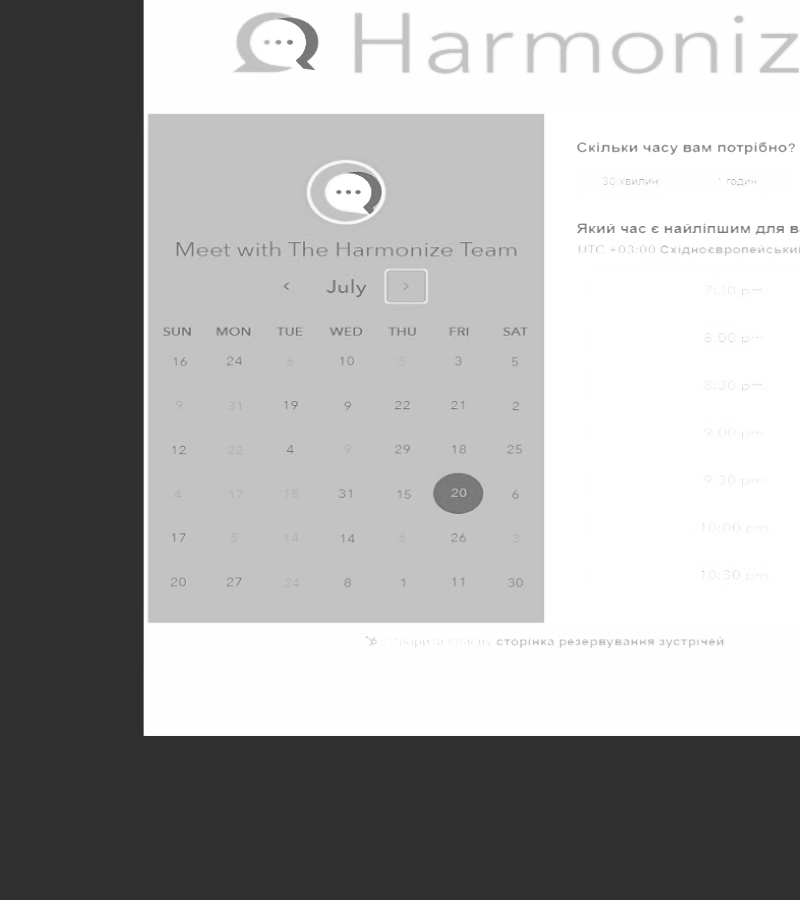 Harmoniz
Meet with The Harmonize Team
‹ July ›
SUN MON TUE WED THU FRI SAT
16 24 6 10 5 3 5
9 31 19 9 22 21 2
12 22 4 9 29 18 25
4 17 15 31 15 20 6
17 5 14 14 6 26 3
20 27 24 8 1 11 30
Скільки часу вам потрібно?
30 хвилин 1 годин
Який час є найліпшим для в
UTC +03:00 Східноєвропейськи
7:30 pm
8:00 pm
8:30 pm
9:00 pm
9:30 pm
10:00 pm
10:30 pm
Створити власну сторінка резервування зустрічей